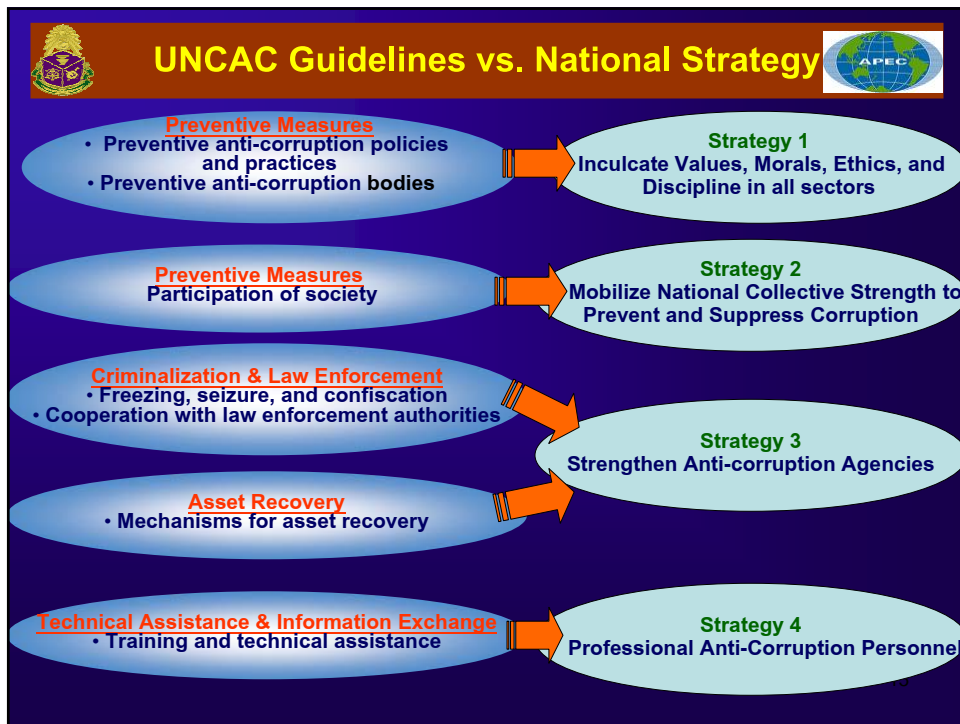 UNCAC Guidelines vs. National Strategy
APEC
Preventive Measures
• Preventive anti-corruption policies
and practices
• Preventive anti-corruption bodies
Strategy 1
Inculcate Values, Morals, Ethics, and
Discipline in all sectors
Preventive Measures
Participation of society
Strategy 2
Mobilize National Collective Strength to
Prevent and Suppress Corruption
Criminalization & Law Enforcement
• Freezing, seizure, and confiscation
• Cooperation with law enforcement authorities
Asset Recovery
• Mechanisms for asset recovery
Strategy 3
Strengthen Anti-corruption Agencies
Technical Assistance & Information Exchange
• Training and technical assistance
Strategy 4
Professional Anti-Corruption Personnel